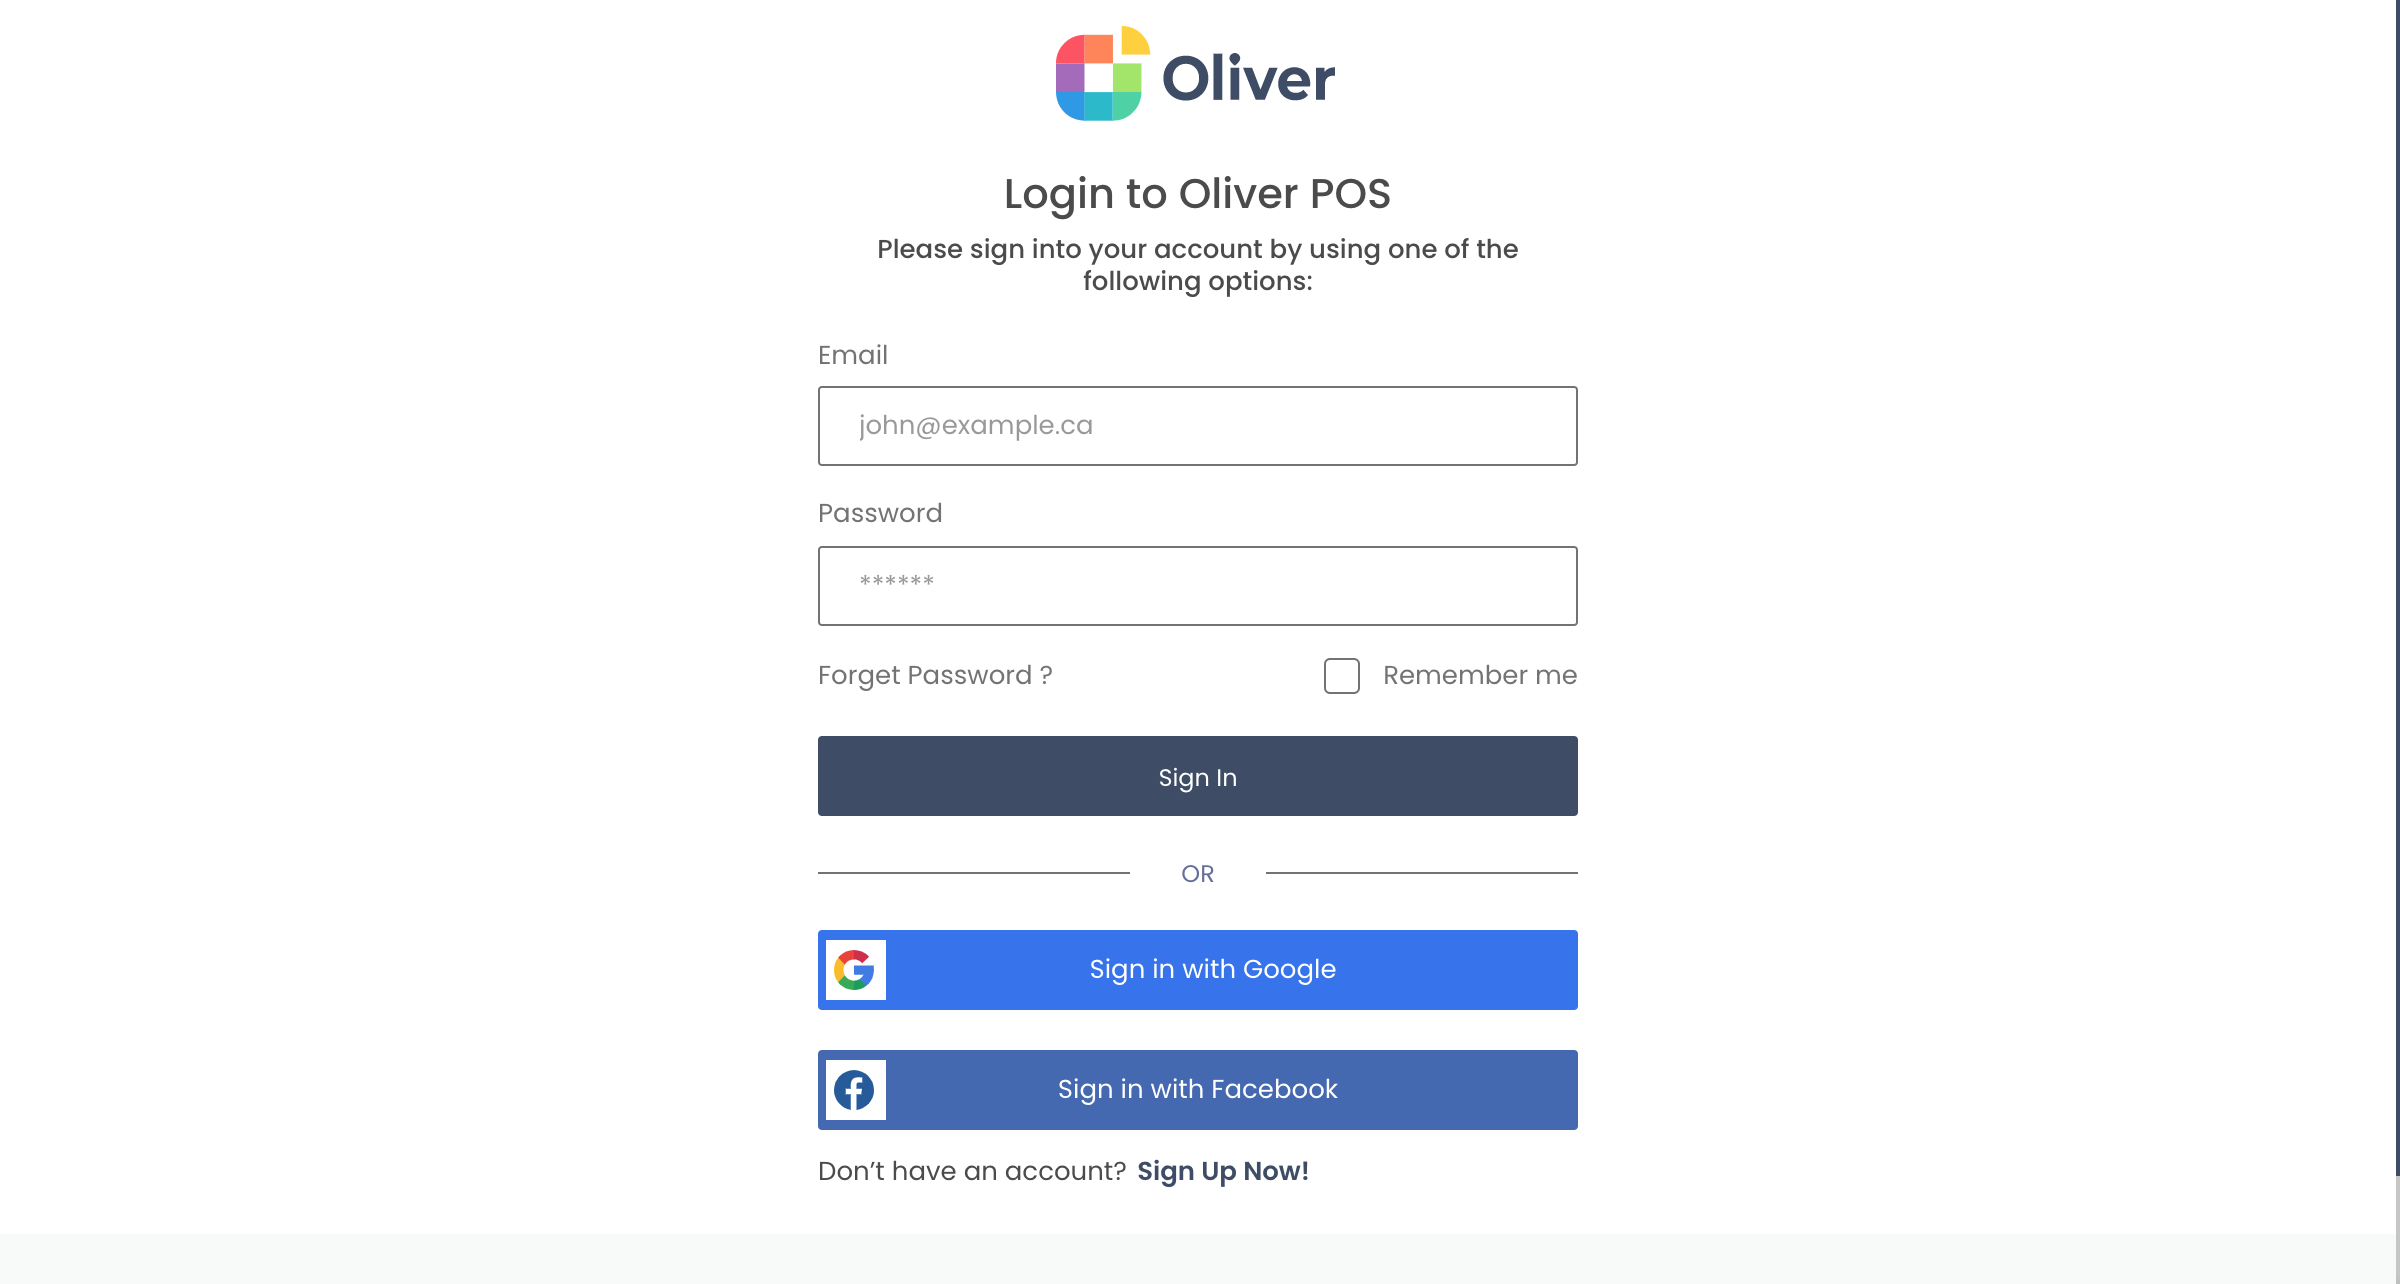 Oliver
Login to Oliver POS
Please sign into your account by using one of the
following options:
Email
john@example.ca
Password
******
Forget Password ?
Remember me
Sign In
OR
Sign in with Google
Sign in with Facebook
Don’t have an account? Sign Up Now!